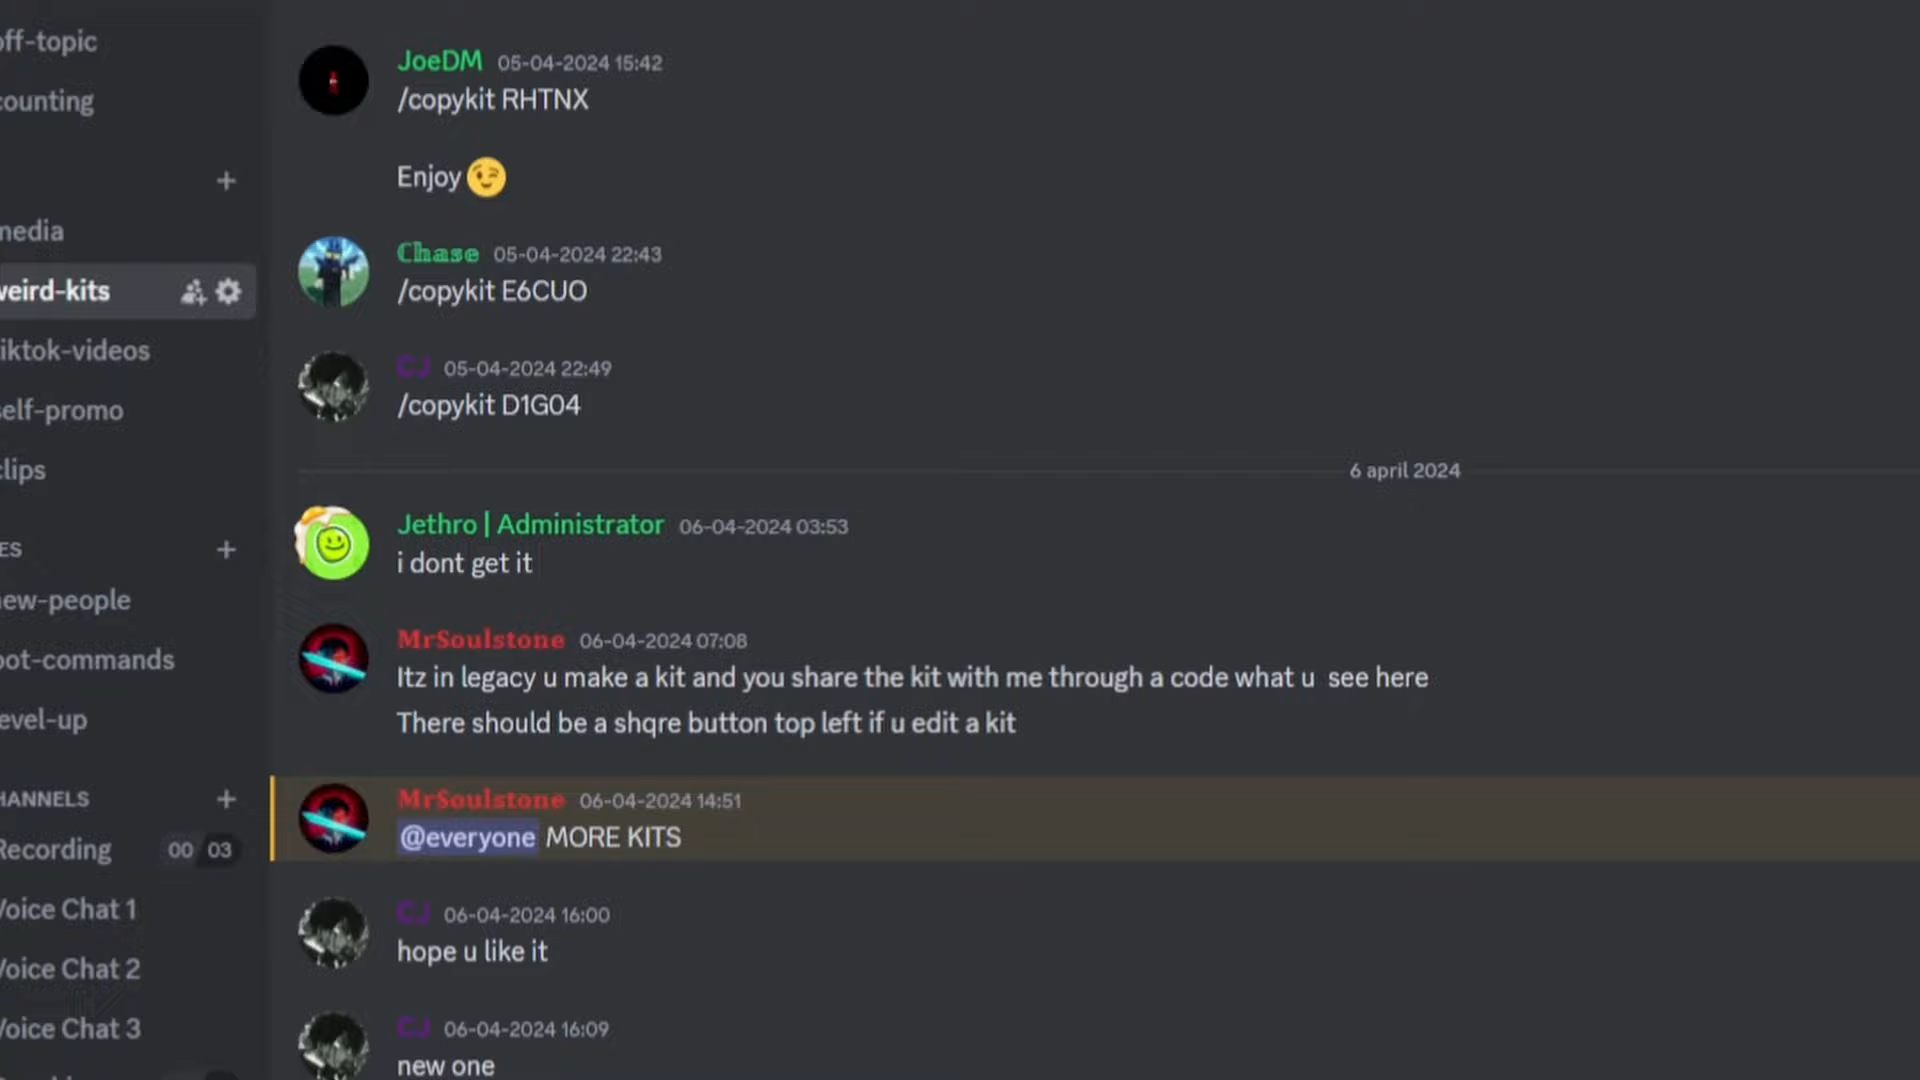 off-topic
counting
media
weird-kits
tiktok-videos
self-promo
clips
ES
new-people
bot-commands
level-up
HANNELS
Recording 00 03
Voice Chat 1
Voice Chat 2
Voice Chat 3
JoeDM 05-04-2024 15:42
/copykit RHTNX
Enjoy 😉
Chase 05-04-2024 22:43
/copykit E6CUO
CJ 05-04-2024 22:49
/copykit D1G04
6 april 2024
Jethro | Administrator 06-04-2024 03:53
i dont get it
MrSoulstone 06-04-2024 07:08
Itz in legacy u make a kit and you share the kit with me through a code what u  see here
There should be a shqre button top left if u edit a kit
MrSoulstone 06-04-2024 14:51
@everyone MORE KITS
CJ 06-04-2024 16:00
hope u like it
CJ 06-04-2024 16:09
new one